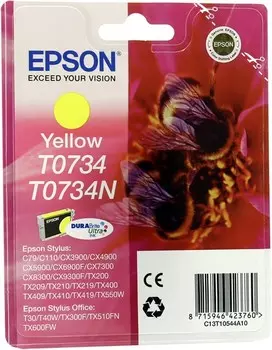 EPSON
EXCEED YOUR VISION
EPSON
Yellow
T0734
T0734N
DURABrite
Ultra
Ink
EPSON Stylus:
C79/C110/CX3900/CX4900
CX5900/CX6900F/CX7300
CX8300/CX9300F/TX200
TX209/TX210/TX219/TX400
TX409/TX410/TX419/TX550W
EPSON Stylus Office:
T30/T40W/TX300F/TX510FN
TX600FW
CE
8 715946 423760
C13T10544A10